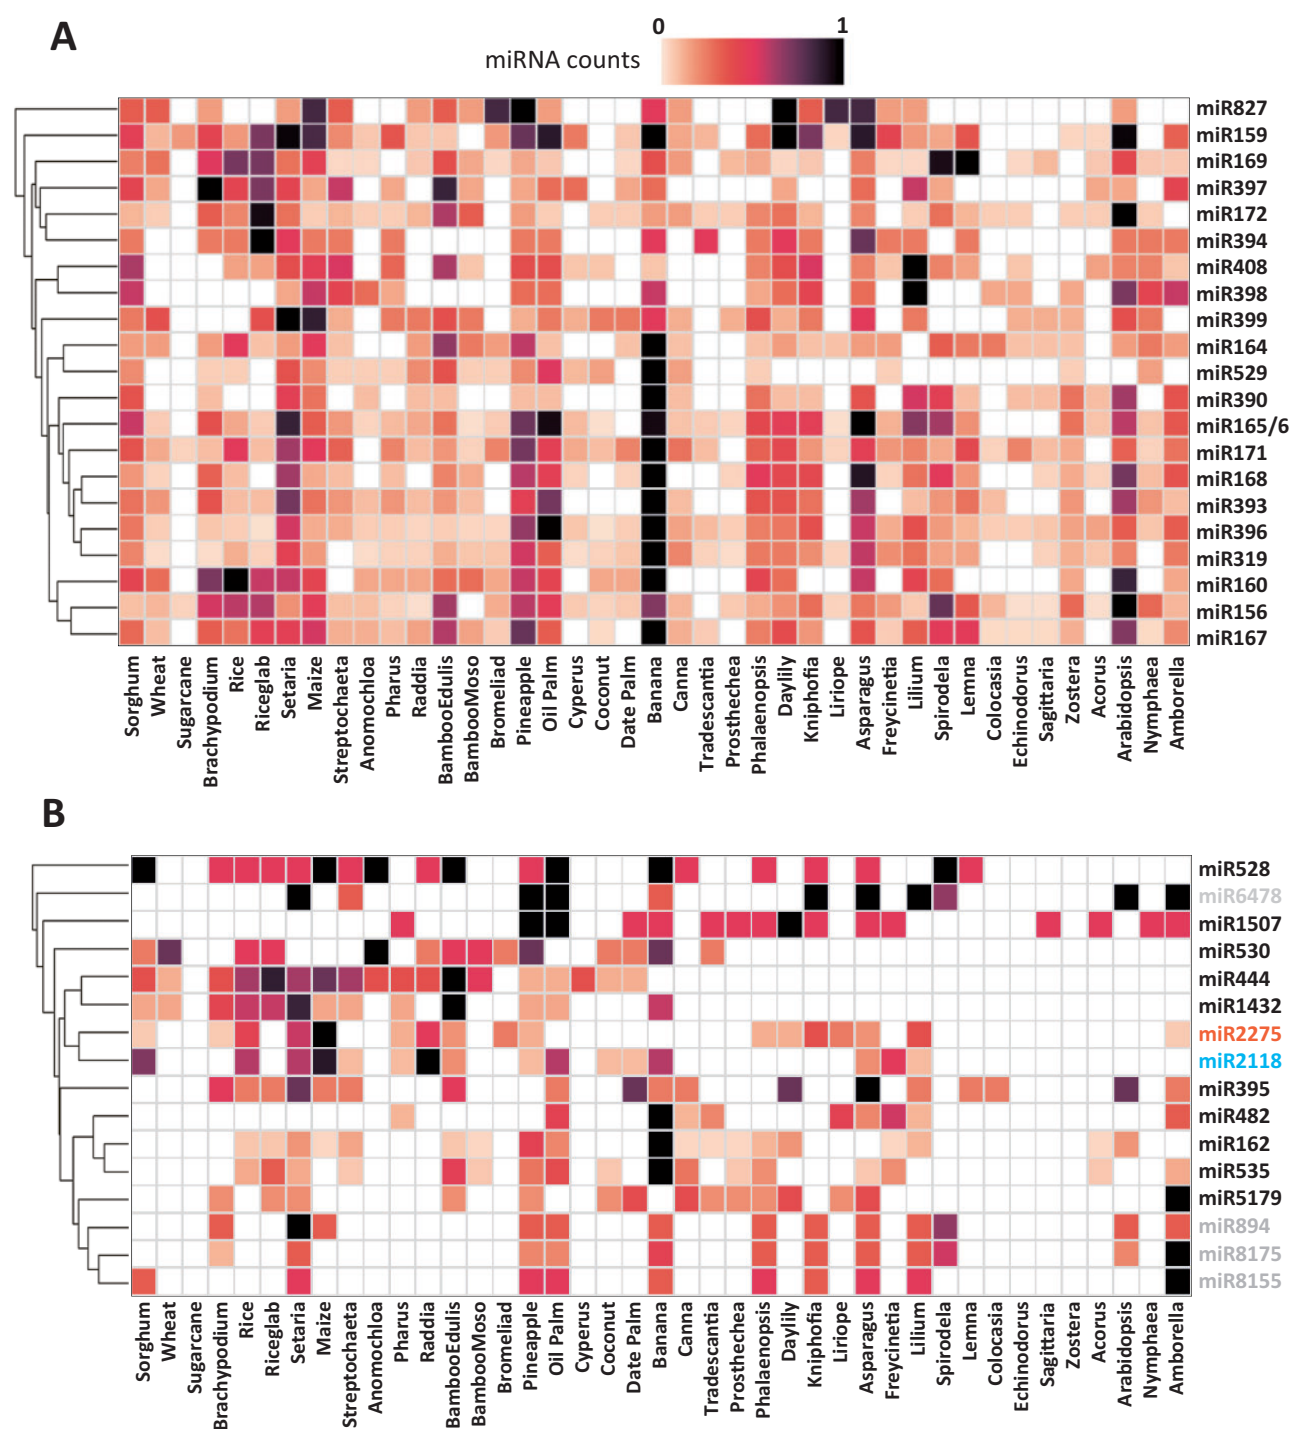 A
0 1
miRNA counts
miR827
miR159
miR169
miR397
miR172
miR394
miR408
miR398
miR399
miR164
miR529
miR390
miR165/6
miR171
miR168
miR393
miR396
miR319
miR160
miR156
miR167
Sorghum
Wheat
Sugarcane
Brachypodium
Rice
Riceglab
Setaria
Maize
Streptochaeta
Anomochloa
Pharus
Raddia
BambooEdulis
BambooMoso
Bromeliad
Pineapple
Oil Palm
Cyperus
Coconut
Date Palm
Banana
Canna
Tradescantia
Prosthechea
Phalaenopsis
Daylily
Kniphofia
Liriope
Asparagus
Freycinetia
Lilium
Spirodela
Lemna
Colocasia
Echinodorus
Sagittaria
Zostera
Acorus
Arabidopsis
Nymphaea
Amborella
B
miR528
miR6478
miR1507
miR530
miR444
miR1432
miR2275
miR2118
miR395
miR482
miR162
miR535
miR5179
miR894
miR8175
miR8155
Sorghum
Wheat
Sugarcane
Brachypodium
Rice
Riceglab
Setaria
Maize
Streptochaeta
Anomochloa
Pharus
Raddia
BambooEdulis
BambooMoso
Bromeliad
Pineapple
Oil Palm
Cyperus
Coconut
Date Palm
Banana
Canna
Tradescantia
Prosthechea
Phalaenopsis
Daylily
Kniphofia
Liriope
Asparagus
Freycinetia
Lilium
Spirodela
Lemna
Colocasia
Echinodorus
Sagittaria
Zostera
Acorus
Arabidopsis
Nymphaea
Amborella